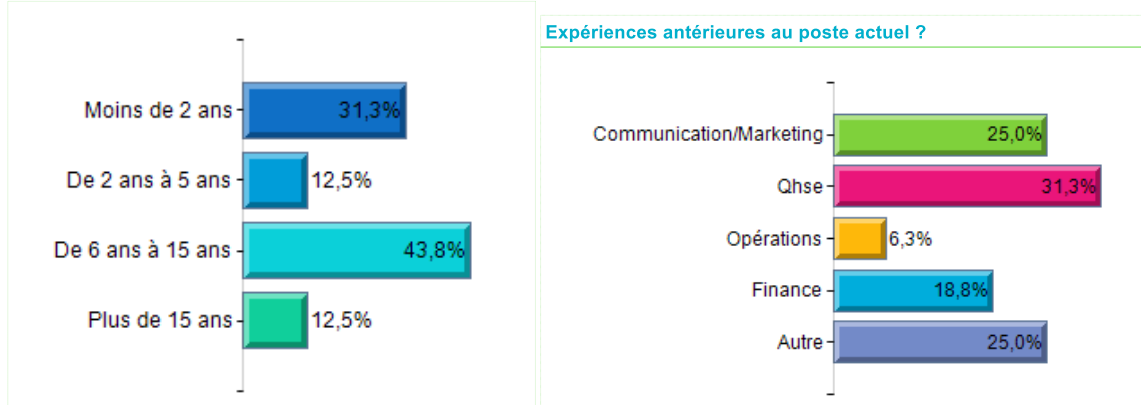 Moins de 2 ans
31,3%
De 2 ans à 5 ans
12,5%
De 6 ans à 15 ans
43,8%
Plus de 15 ans
12,5%
Expériences antérieures au poste actuel ?
Communication/Marketing
25,0%
Qhse
31,3%
Opérations
6,3%
Finance
18,8%
Autre
25,0%